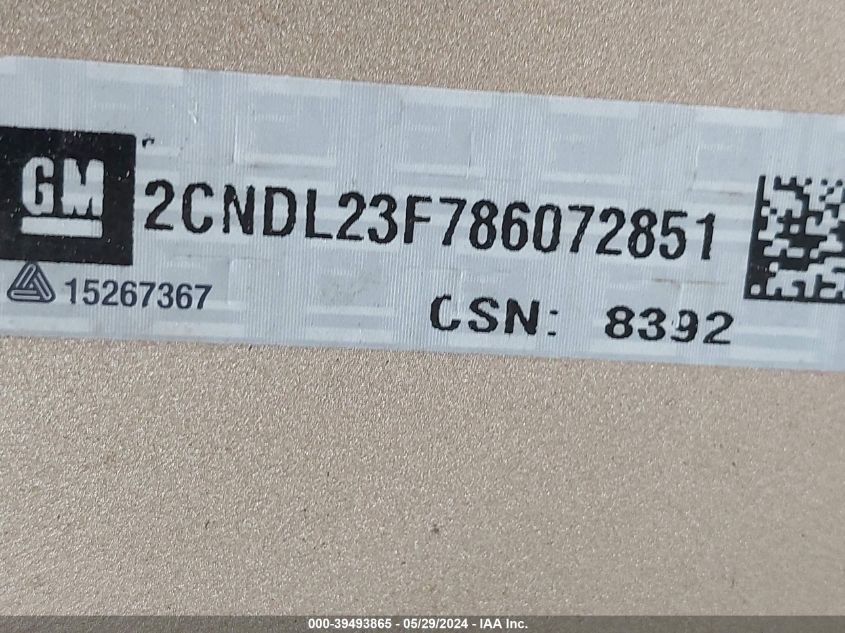 GM
2CNDL23F786072851
15267367
CSN: 8392
000-39493865 - 05/29/2024 - IAA Inc.